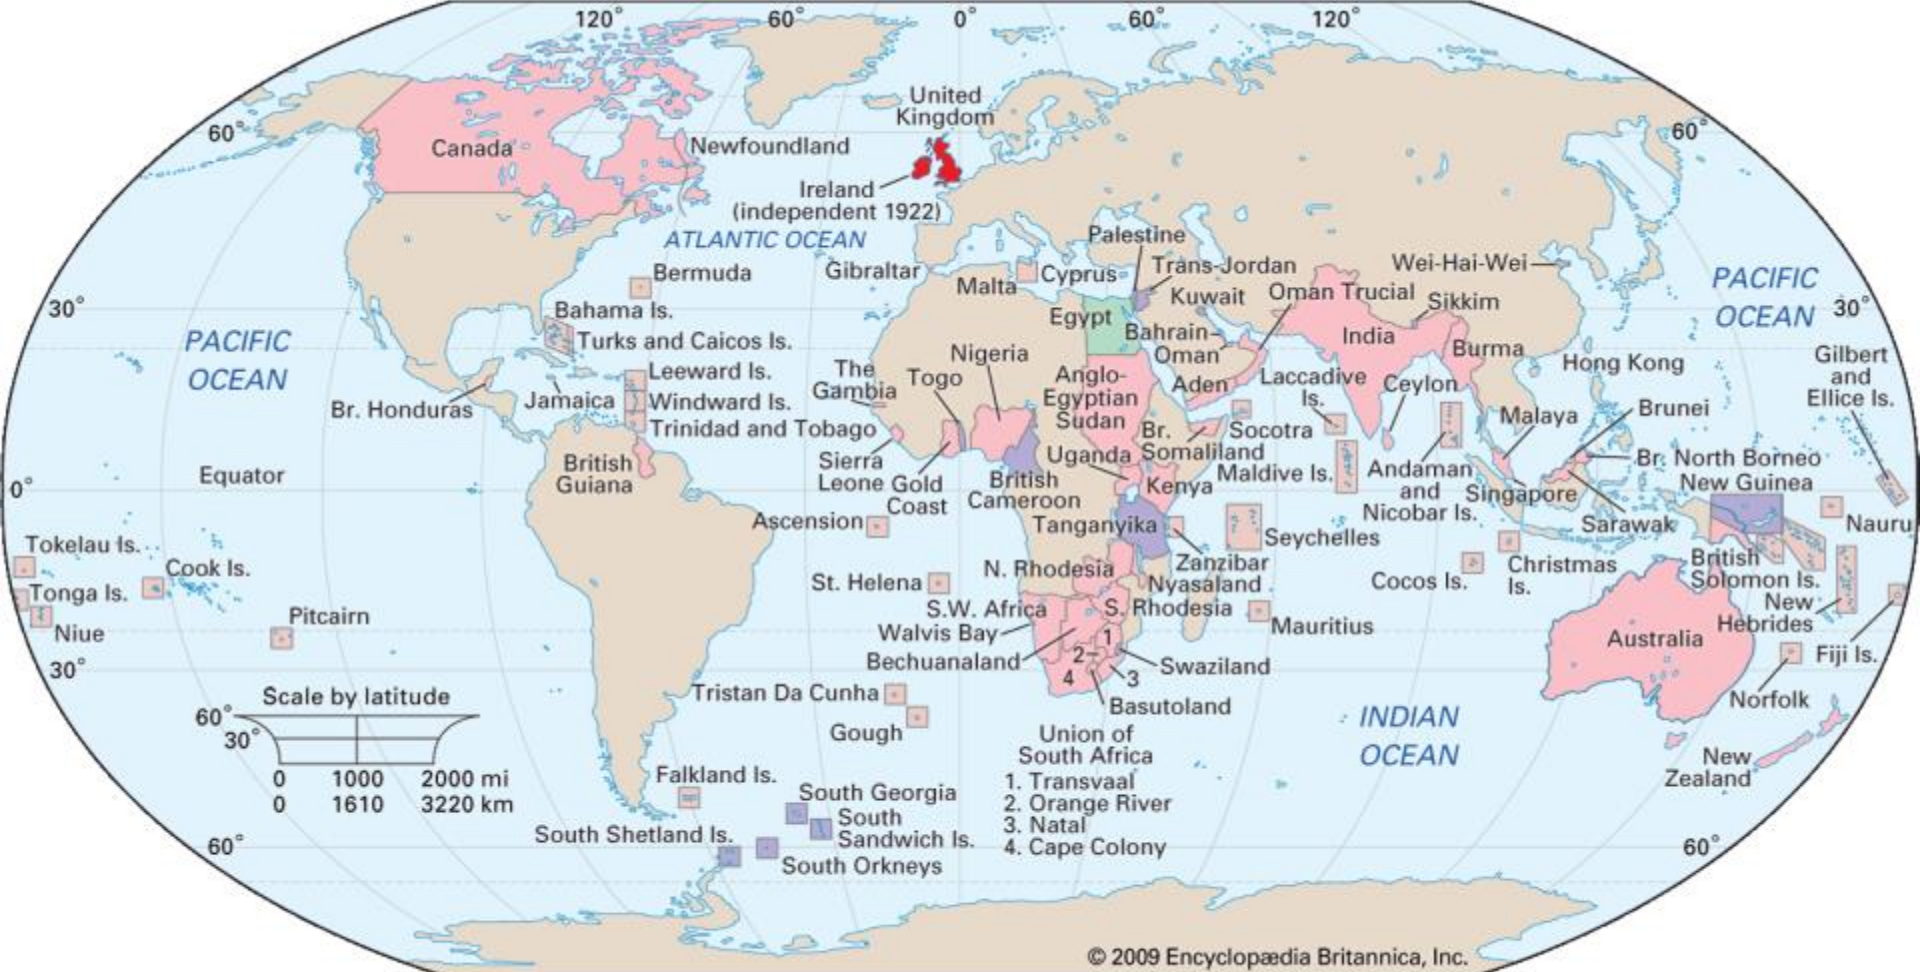 120°
60°
0°
60°
120°
United
Kingdom
60°
60°
Canada
Newfoundland
Ireland
(independent 1922)
ATLANTIC OCEAN
Palestine
Bermuda
Gibraltar
Malta
Cyprus
Trans-Jordan
Wei-Hai-Wei
PACIFIC
OCEAN
30°
30°
Kuwait
Oman Trucial
Sikkim
Bahama Is.
Egypt
Bahrain
India
Turks and Caicos Is.
PACIFIC
OCEAN
Nigeria
Oman
Burma
Hong Kong
Gilbert
and
Ellice Is.
Leeward Is.
The
Gambia
Togo
Anglo-
Egyptian
Sudan
Aden
Laccadive
Is.
Ceylon
Br. Honduras
Jamaica
Windward Is.
Trinidad and Tobago
Malaya
Brunei
Br.
Somaliland
Socotra
Sierra
Leone
Gold
Coast
British
Cameroon
Uganda
Kenya
Maldive Is.
Andaman
and
Nicobar Is.
Singapore
Br. North Borneo
New Guinea
Equator
0°
British
Guiana
Ascension
Tanganyika
Seychelles
Sarawak
Nauru
Tokelau Is.
Cook Is.
Tonga Is.
Niue
Pitcairn
St. Helena
N. Rhodesia
Zanzibar
Nyasaland
Cocos Is.
Christmas
Is.
British
Solomon Is.
New
Hebrides
S.W. Africa
S. Rhodesia
Walvis Bay
Mauritius
Bechuanaland
1
2
3
4
Swaziland
Basutoland
Australia
Fiji Is.
Norfolk
30°
Tristan Da Cunha
Gough
INDIAN
OCEAN
New
Zealand
Scale by latitude
60°
30°
0 1000 2000 mi
0 1610 3220 km
Union of
South Africa
1. Transvaal
2. Orange River
3. Natal
4. Cape Colony
Falkland Is.
South Georgia
South
Sandwich Is.
South Shetland Is.
South Orkneys
60°
60°
© 2009 Encyclopædia Britannica, Inc.